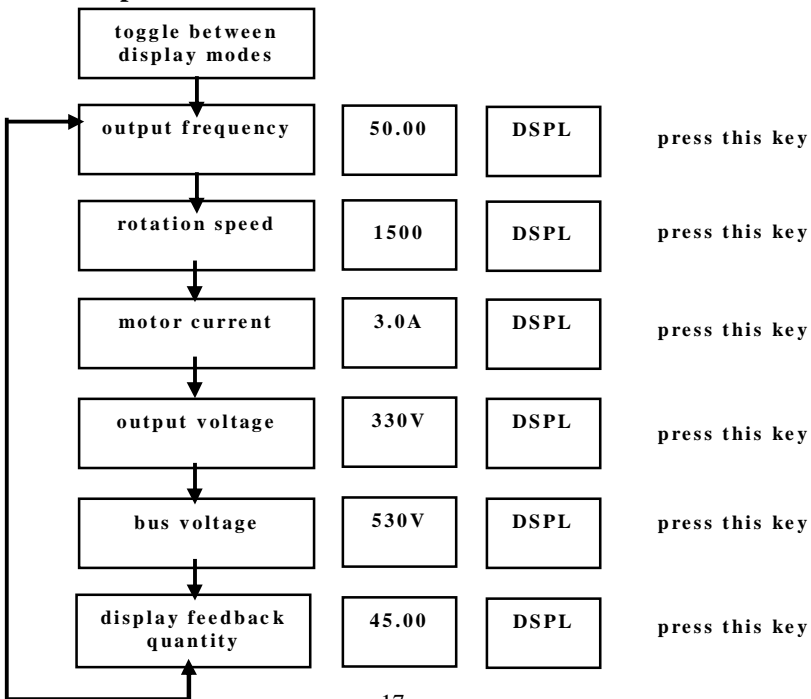 toggle between
display modes
output frequency 50.00 DSPL press this key
rotation speed 1500 DSPL press this key
motor current 3.0A DSPL press this key
output voltage 330V DSPL press this key
bus voltage 530V DSPL press this key
display feedback
quantity 45.00 DSPL press this key